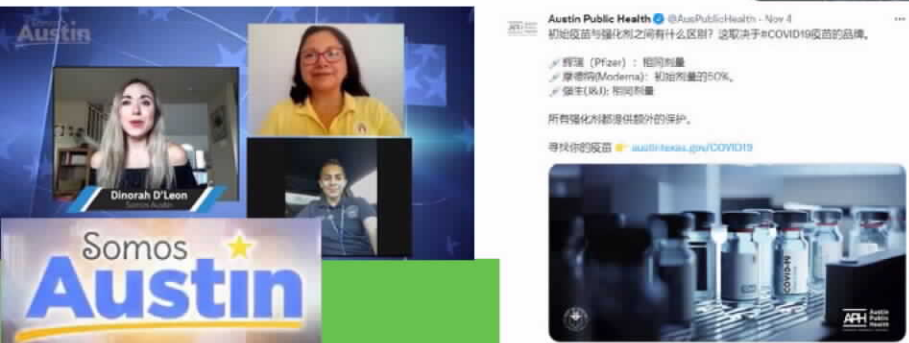 Somos
Austin
Dinorah D'Leon
Somos Austin
Somos
Austin
Austin Public Health @AusPublicHealth · Nov 4
初始疫苗与强化剂之间有什么区别？这取决于#COVID19疫苗的品牌。
辉瑞（Pfizer）：相同剂量
摩德纳(Moderna)：初始剂量的50%。
强生(J&J): 相同剂量
所有强化剂都提供额外的保护。
寻找你的疫苗 👉 austintexas.gov/COVID19
COVID-19
APH Austin
Public
Health